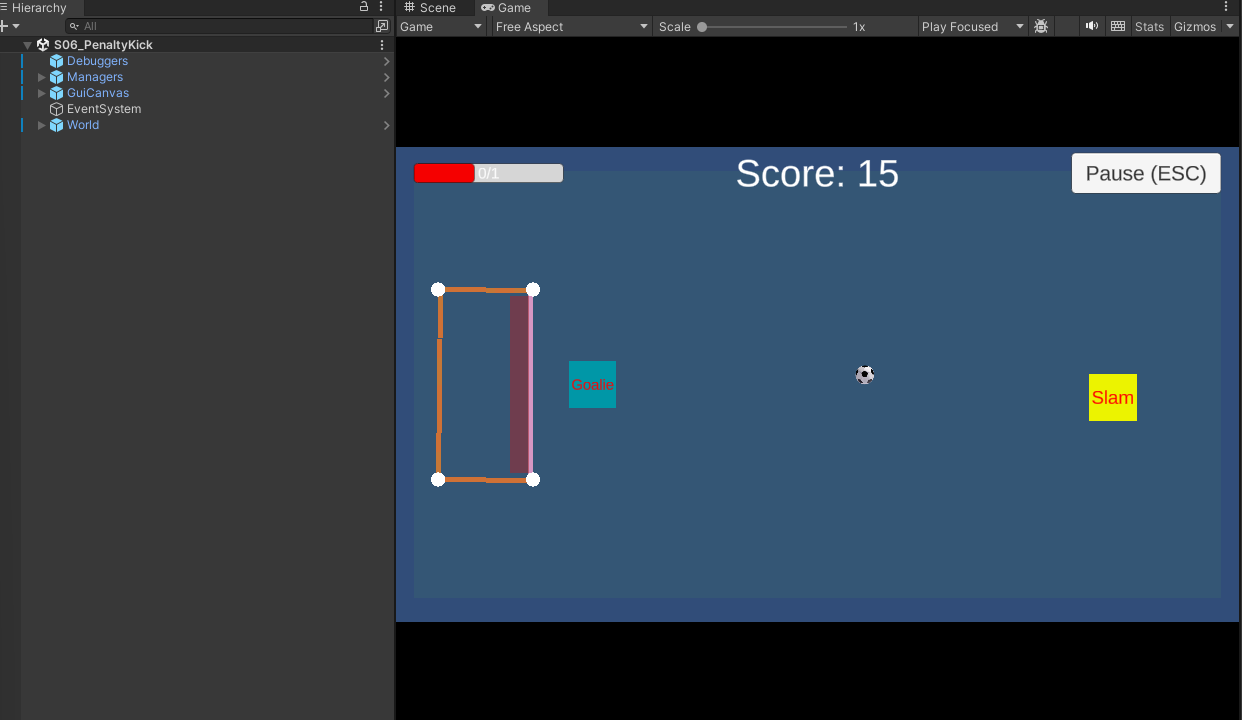 Hierarchy
All
S06_PenaltyKick
Debuggers
Managers
GuiCanvas
EventSystem
World
Scene
Game
Game
Free Aspect
Scale
1x
Play Focused
Stats
Gizmos
0/1
Score: 15
Pause (ESC)
Goalie
Slam